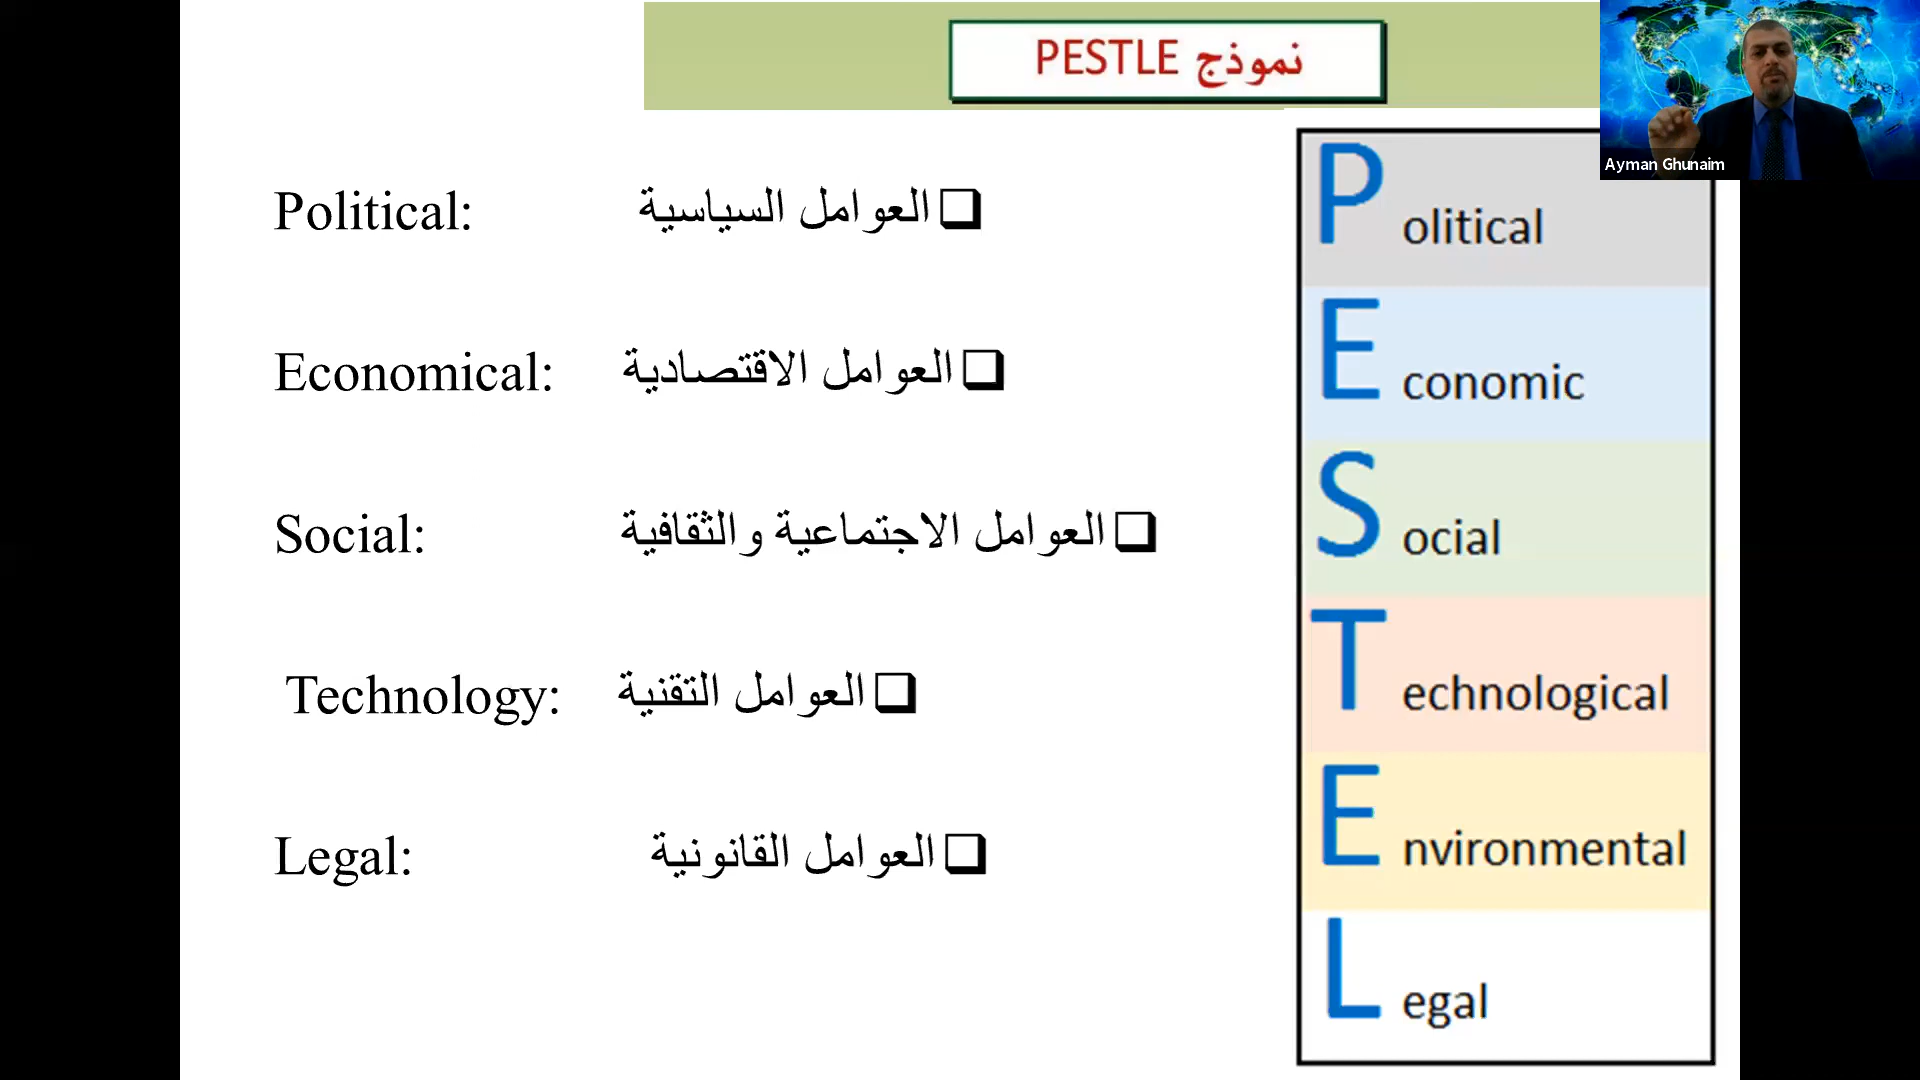 نموذج PESTLE
Ayman Ghunaim
Political: العوامل السياسية
Economical: العوامل الاقتصادية
Social: العوامل الاجتماعية والثقافية
Technology: العوامل التقنية
Legal: العوامل القانونية
Political
Economic
Social
Technological
Environmental
Legal